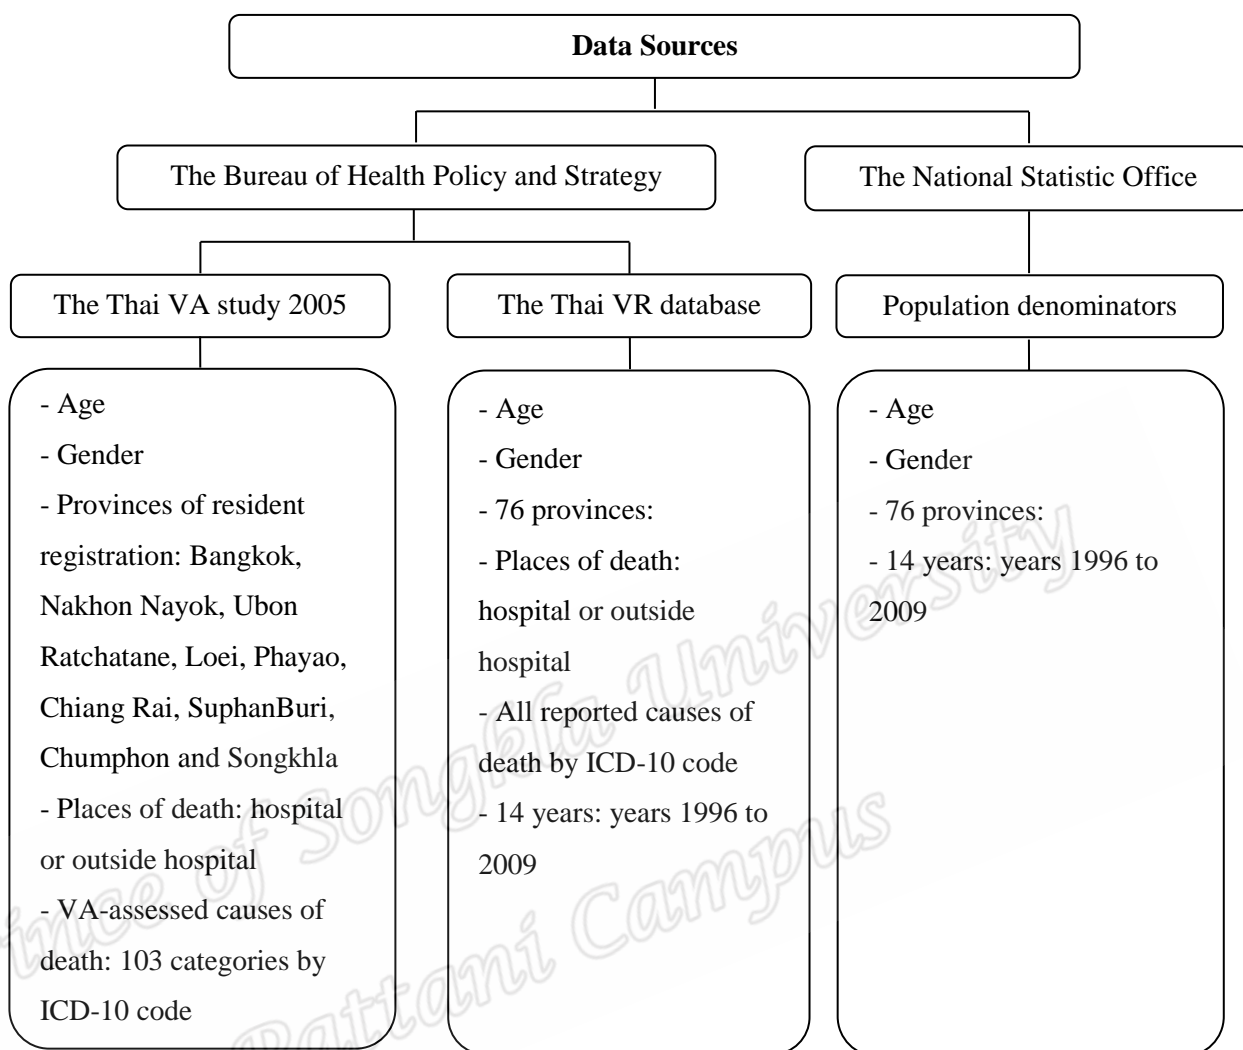 Data Sources
The Bureau of Health Policy and Strategy
The National Statistic Office
The Thai VA study 2005
The Thai VR database
Population denominators
- Age
- Gender
- Provinces of resident
registration: Bangkok,
Nakhon Nayok, Ubon
Ratchatane, Loei, Phayao,
Chiang Rai, SuphanBuri,
Chumphon and Songkhla
- Places of death: hospital
or outside hospital
- VA-assessed causes of
death: 103 categories by
ICD-10 code
- Age
- Gender
- 76 provinces:
- Places of death:
hospital or outside
hospital
- All reported causes of
death by ICD-10 code
- 14 years: years 1996 to
2009
- Age
- Gender
- 76 provinces:
- 14 years: years 1996 to
2009
of Songkla University
Pattani Campus